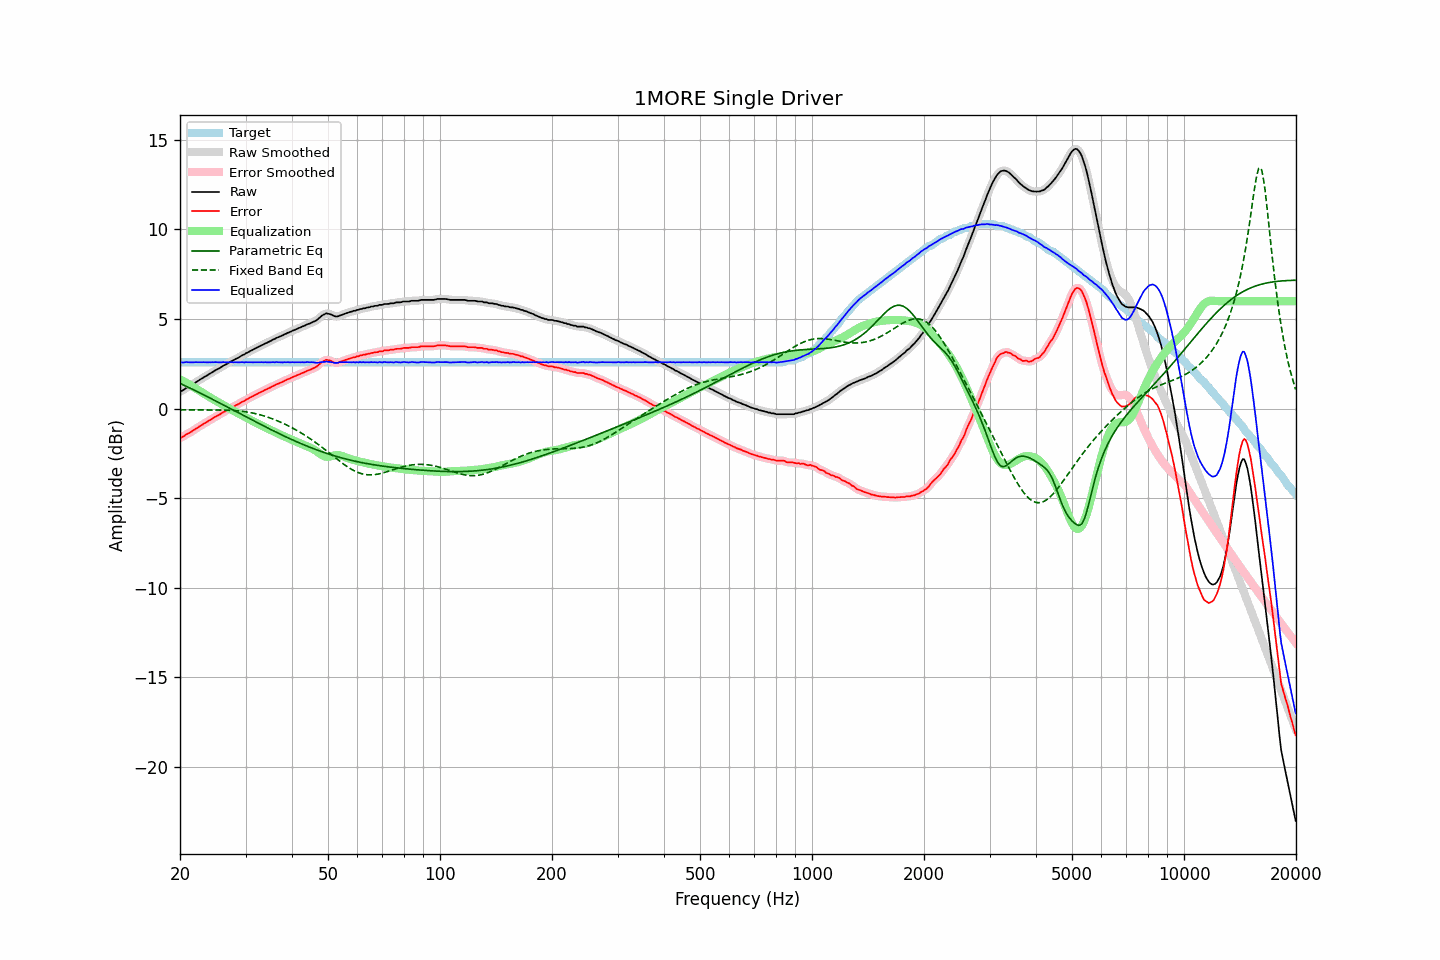 1MORE Single Driver
Target
Raw Smoothed
Error Smoothed
Raw
Error
Equalization
Parametric Eq
Fixed Band Eq
Equalized
Amplitude (dBr)
15
10
5
0
−5
−10
−15
−20
20
50
100
200
500
1000
2000
5000
10000
20000
Frequency (Hz)